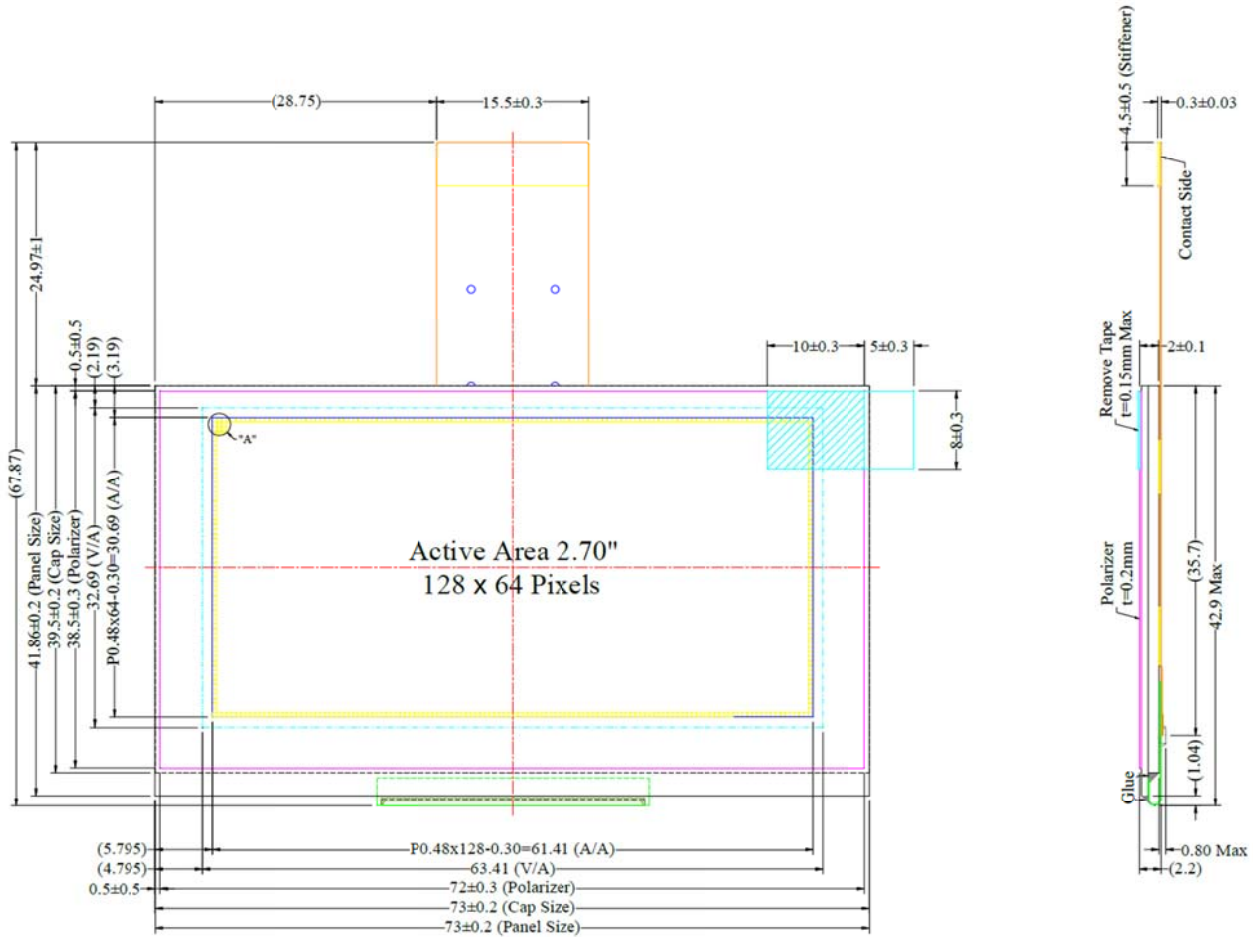 4.5±0.5 (Stiffener)
(28.75)
15.5±0.3
0.3±0.03
Contact Side
24.97±1
0.5±0.5
(2.19)
(3.19)
10±0.3
5±0.3
Remove Tape
t=0.15mm Max
2±0.1
"A"
8±0.3
(67.87)
41.86±0.2 (Panel Size)
39.5±0.2 (Cap Size)
38.5±0.3 (Polarizer)
32.69 (V/A)
P0.48x64-0.30=30.69 (A/A)
Active Area 2.70"
128 x 64 Pixels
Polarizer
t=0.2mm
(35.7)
42.9 Max
Glue
(1.04)
(5.795)
P0.48x128-0.30=61.41 (A/A)
0.80 Max
(4.795)
63.41 (V/A)
(2.2)
0.5±0.5
72±0.3 (Polarizer)
73±0.2 (Cap Size)
73±0.2 (Panel Size)